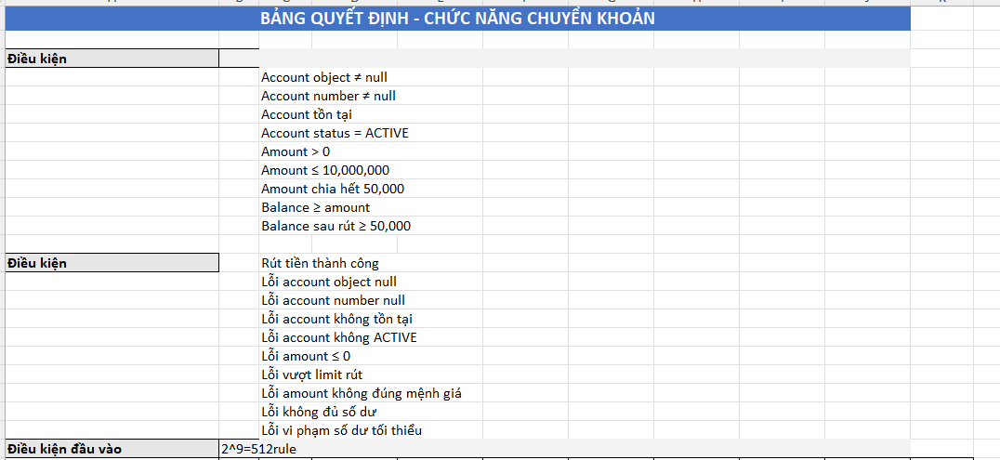 BẢNG QUYẾT ĐỊNH - CHỨC NĂNG CHUYỂN KHOẢN
Điều kiện
Account object ≠ null
Account number ≠ null
Account tồn tại
Account status = ACTIVE
Amount > 0
Amount ≤ 10,000,000
Amount chia hết 50,000
Balance ≥ amount
Balance sau rút ≥ 50,000
Điều kiện Rút tiền thành công
Lỗi account object null
Lỗi account number null
Lỗi account không tồn tại
Lỗi account không ACTIVE
Lỗi amount ≤ 0
Lỗi vượt limit rút
Lỗi amount không đúng mệnh giá
Lỗi không đủ số dư
Lỗi vi phạm số dư tối thiểu
Điều kiện đầu vào 2^9=512rule